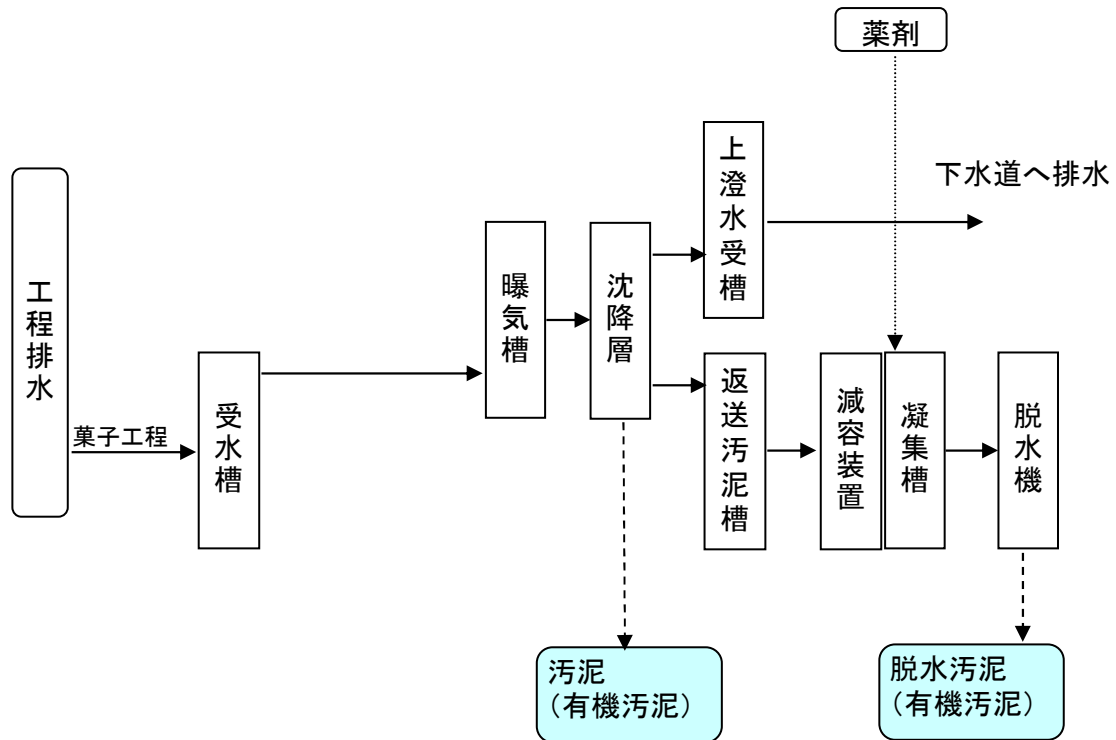 薬剤
下水道へ排水
上澄水受槽
工程排水
曝気槽
沈降層
菓子工程
受水槽
返送汚泥槽
減容装置
凝集槽
脱水機
汚泥
（有機汚泥）
脱水汚泥
（有機汚泥）